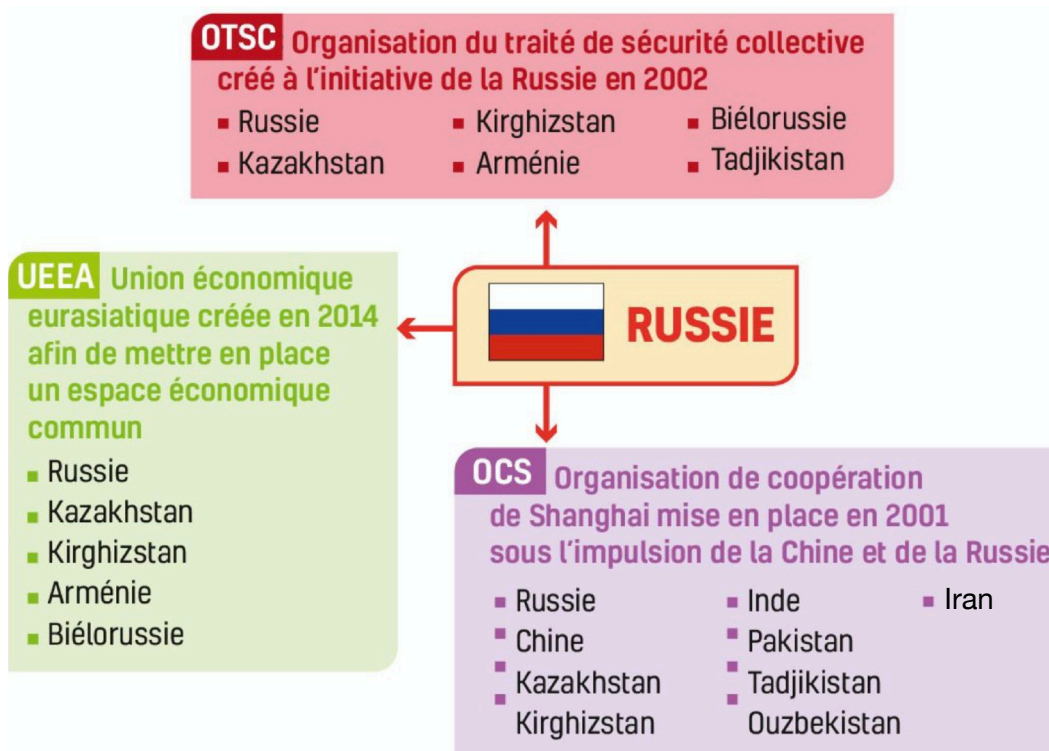 OTSC Organisation du traité de sécurité collective
créé à l'initiative de la Russie en 2002
Russie
Kazakhstan
Kirghizstan
Arménie
Biélorussie
Tadjikistan
RUSSIE
UEEA Union économique
eurasiatique créée en 2014
afin de mettre en place
un espace économique
commun
Russie
Kazakhstan
Kirghizstan
Arménie
Biélorussie
OCS Organisation de coopération
de Shanghai mise en place en 2001
sous l'impulsion de la Chine et de la Russie
Russie
Chine
Kazakhstan
Kirghizstan
Inde
Pakistan
Tadjikistan
Ouzbekistan
Iran